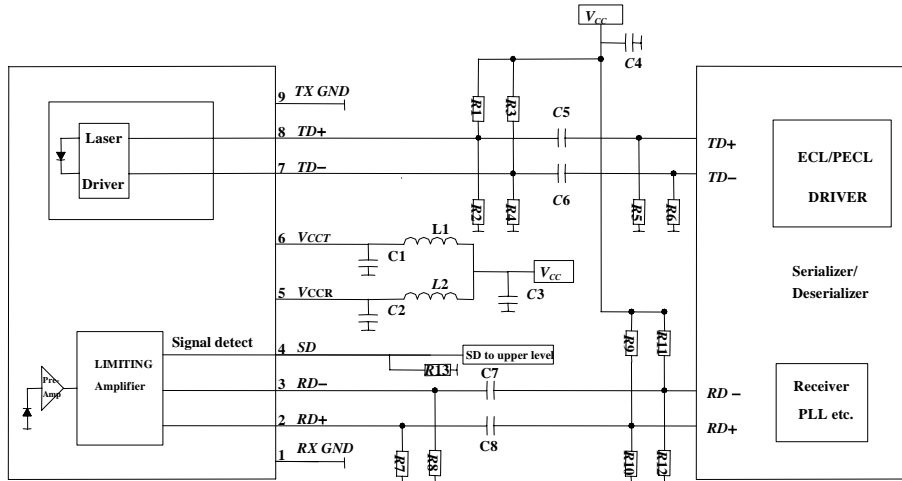 VCC
C4
9 TX GND
R1
R3
C5
Laser
Driver
8 TD+
TD+
7 TD−
TD−
C6
ECL/PECL
DRIVER
R2
R4
R5
R6
6 VCCT
L1
C1
VCC
5 VCCR
L2
C2
C3
Serializer/
Deserializer
Signal detect
4 SD
SD to upper level
R13
R9
R11
LIMITING
Amplifier
Pre-
Amp
C7
3 RD−
RD −
Receiver
PLL etc.
2 RD+
RD+
C8
1 RX GND
R7
R8
R10
R12